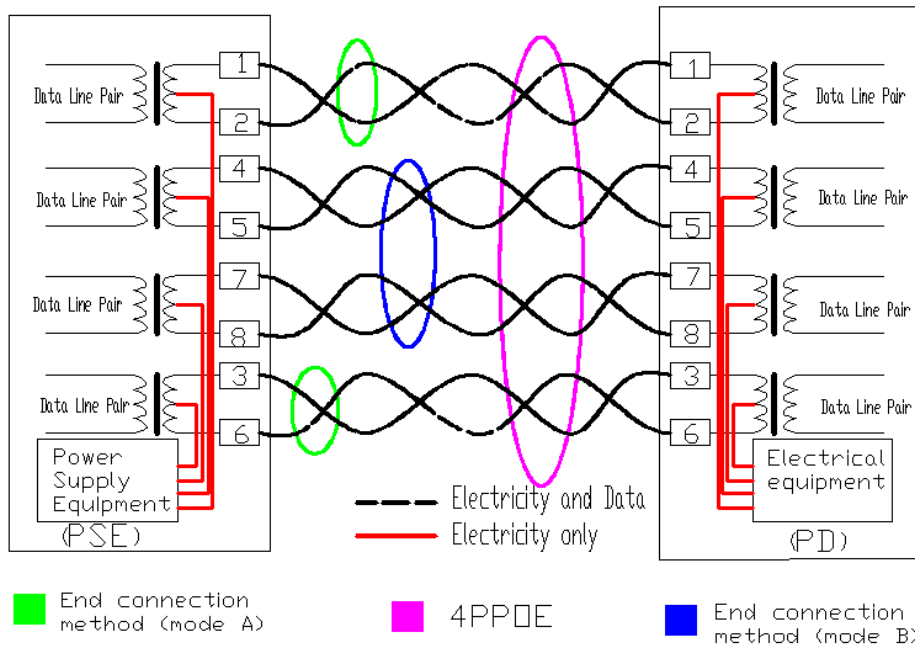 1
1
Data Line Pair
Data Line Pair
2
2
4
4
Data Line Pair
Data Line Pair
5
5
7
7
Data Line Pair
Data Line Pair
8
8
3
3
Data Line Pair
Data Line Pair
6
6
Power
Supply
Equipment
(PSE)
Electricity and Data
Electricity only
Electrical
equipment
(PD)
End connection
method (mode A)
4PPOE
End connection
method (mode B)